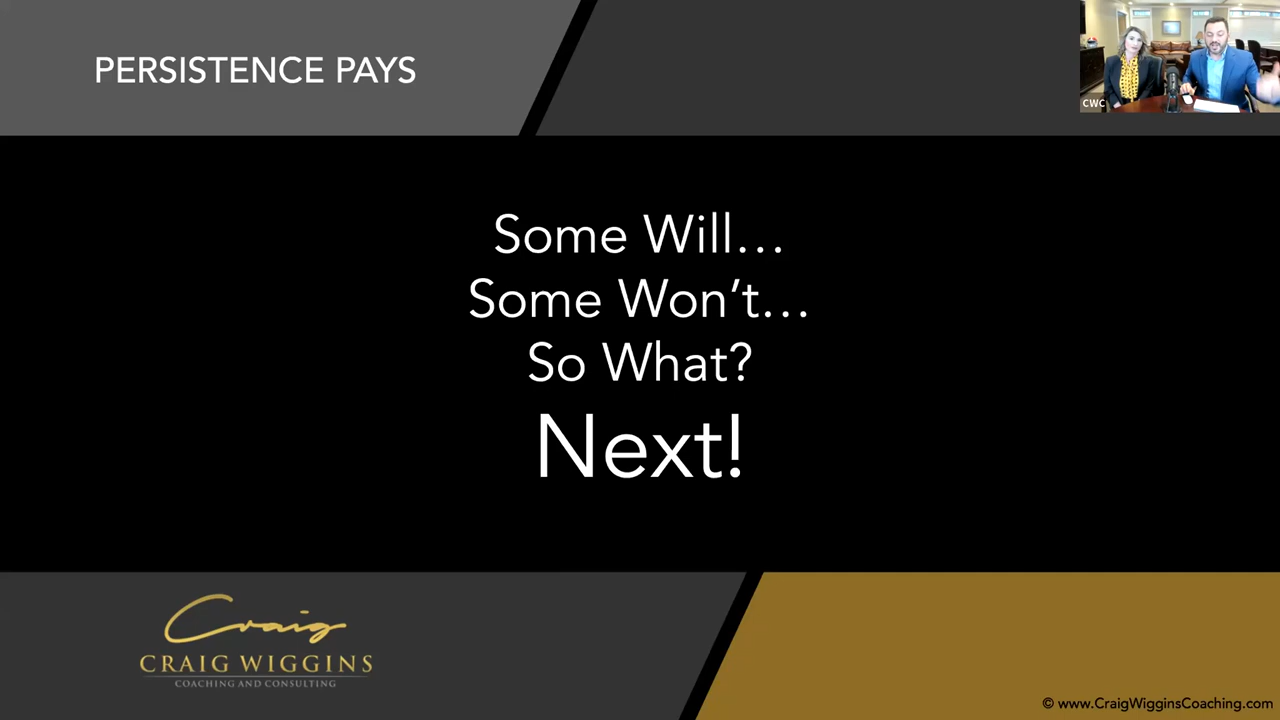 PERSISTENCE PAYS
CWC
Some Will…
Some Won’t…
So What?
Next!
Craig
CRAIG WIGGINS
COACHING AND CONSULTING
© www.CraigWigginsCoaching.com